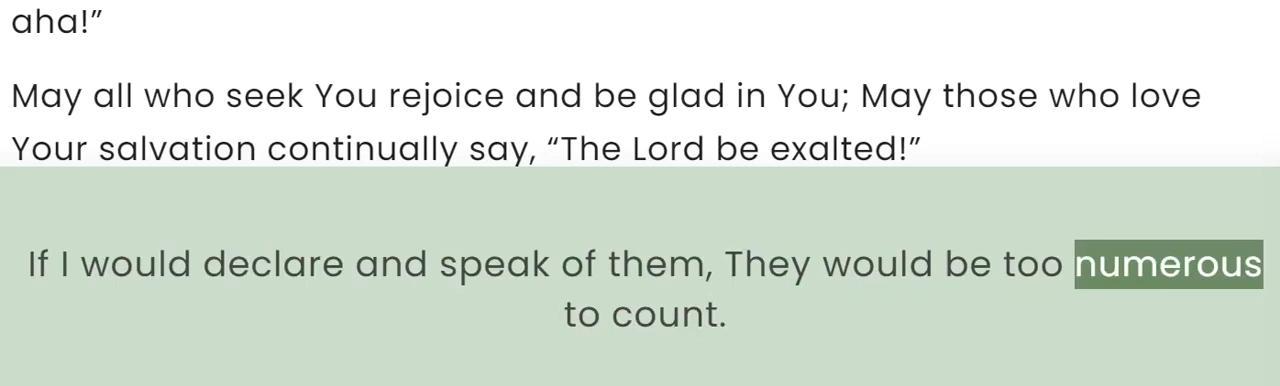 aha!”
May all who seek You rejoice and be glad in You; May those who love
Your salvation continually say, “The Lord be exalted!”
If I would declare and speak of them, They would be too numerous
to count.